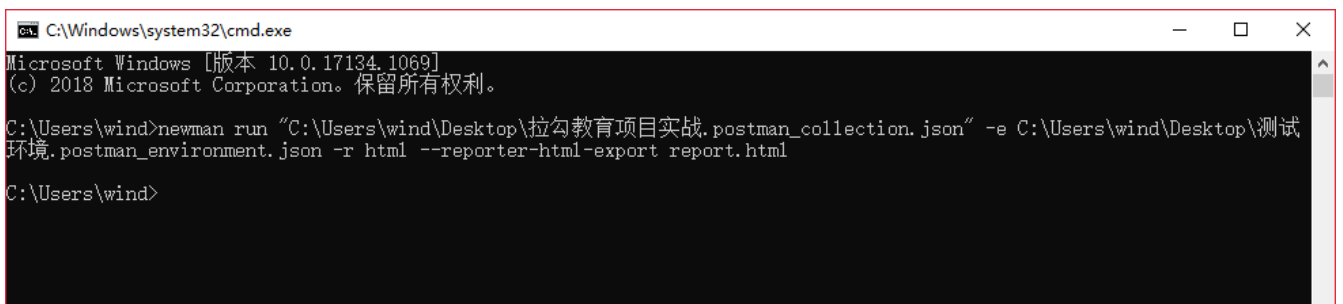 C:\Windows\system32\cmd.exe
Microsoft Windows [版本 10.0.17134.1069]
(c) 2018 Microsoft Corporation。保留所有权利。
C:\Users\wind>newman run "C:\Users\wind\Desktop\拉勾教育项目实战.postman_collection.json" -e C:\Users\wind\Desktop\测试
环境.postman_environment.json -r html --reporter-html-export report.html
C:\Users\wind>